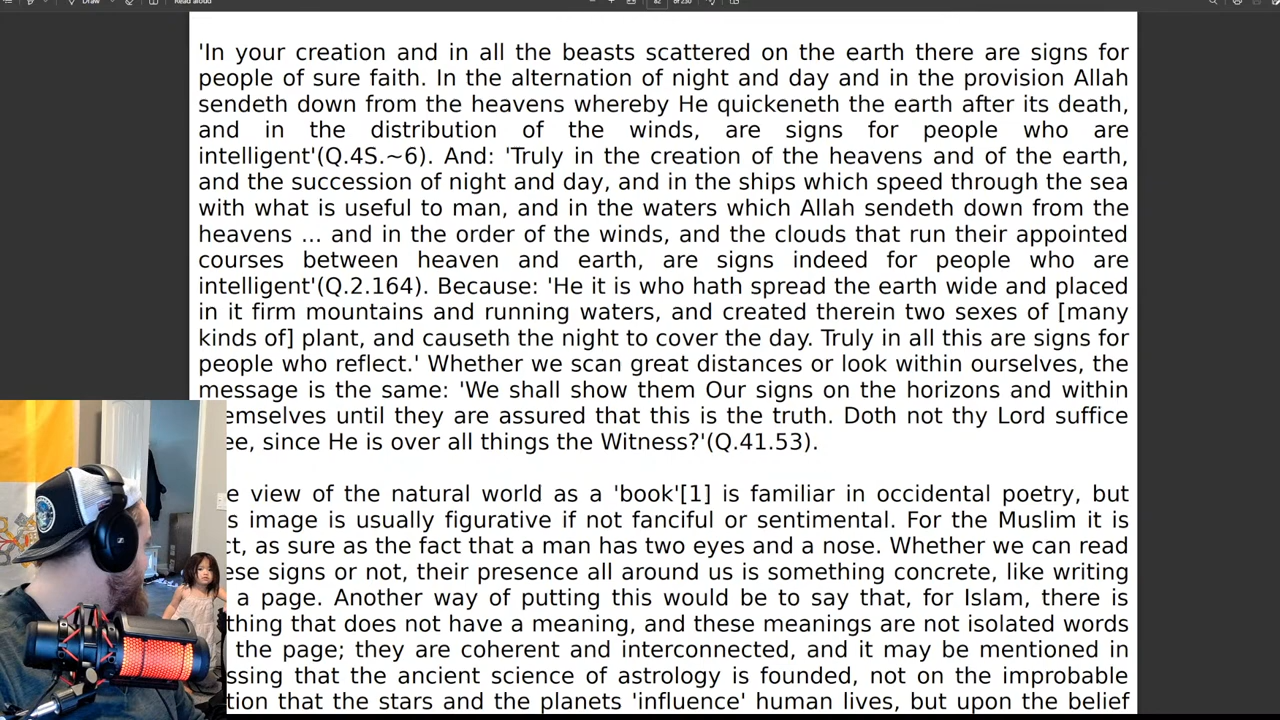 Draw
Read aloud
82
of 230
'In your creation and in all the beasts scattered on the earth there are signs for
people of sure faith. In the alternation of night and day and in the provision Allah
sendeth down from the heavens whereby He quickeneth the earth after its death,
and in the distribution of the winds, are signs for people who are
intelligent'(Q.4S.~6). And: 'Truly in the creation of the heavens and of the earth,
and the succession of night and day, and in the ships which speed through the sea
with what is useful to man, and in the waters which Allah sendeth down from the
heavens ... and in the order of the winds, and the clouds that run their appointed
courses between heaven and earth, are signs indeed for people who are
intelligent'(Q.2.164). Because: 'He it is who hath spread the earth wide and placed
in it firm mountains and running waters, and created therein two sexes of [many
kinds of] plant, and causeth the night to cover the day. Truly in all this are signs for
people who reflect.' Whether we scan great distances or look within ourselves, the
message is the same: 'We shall show them Our signs on the horizons and within
emselves until they are assured that this is the truth. Doth not thy Lord suffice
ee, since He is over all things the Witness?'(Q.41.53).
e view of the natural world as a 'book'[1] is familiar in occidental poetry, but
s image is usually figurative if not fanciful or sentimental. For the Muslim it is
ct, as sure as the fact that a man has two eyes and a nose. Whether we can read
ese signs or not, their presence all around us is something concrete, like writing
a page. Another way of putting this would be to say that, for Islam, there is
thing that does not have a meaning, and these meanings are not isolated words
the page; they are coherent and interconnected, and it may be mentioned in
ssing that the ancient science of astrology is founded, not on the improbable
tion that the stars and the planets 'influence' human lives, but upon the belief